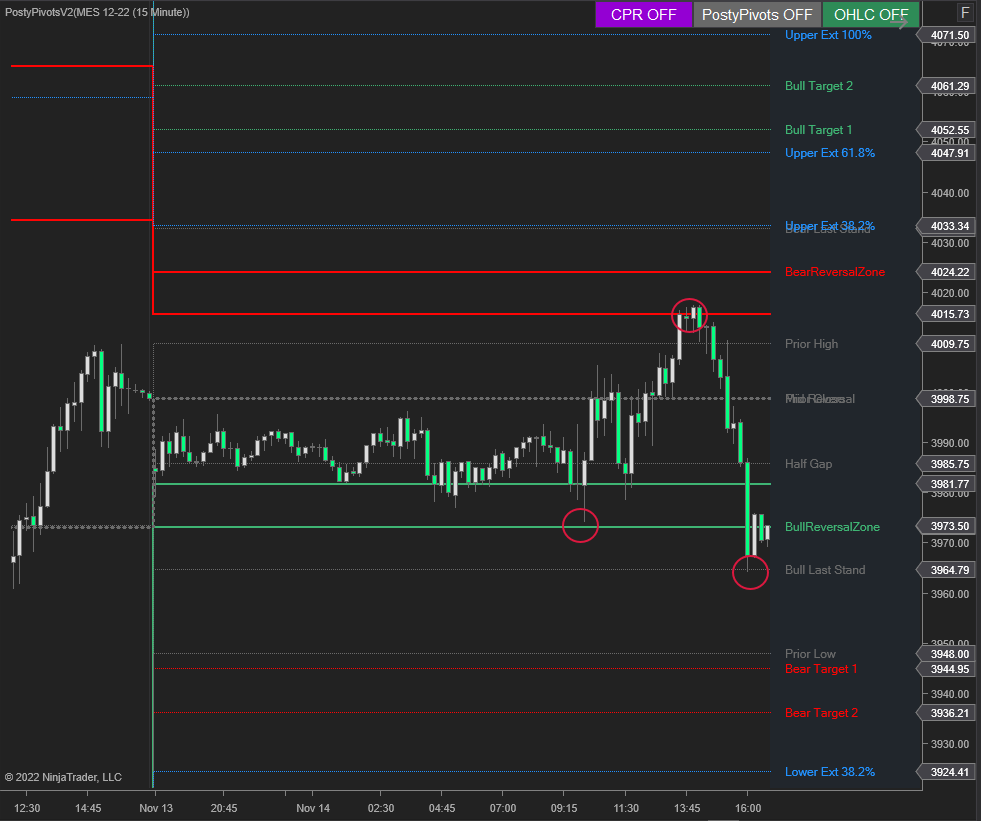 PostyPivotsV2(MES 12-22 (15 Minute))
CPR OFF
PostyPivots OFF
OHLC OFF
F
Upper Ext 100%
4071.50
Bull Target 2
4061.29
Bull Target 1
4052.55
4050.00
Upper Ext 61.8%
4047.91
4040.00
Upper Ext 38.2%
4033.34
Bear Last Stand
4030.00
BearReversalZone
4024.22
4020.00
4015.73
Prior High
4009.75
3998.75
3990.00
Half Gap
3985.75
3981.77
3980.00
BullReversalZone
3973.50
3970.00
Bull Last Stand
3964.79
3960.00
3950.00
Prior Low
3948.00
Bear Target 1
3944.95
3940.00
Bear Target 2
3936.21
3930.00
Lower Ext 38.2%
3924.41
© 2022 NinjaTrader, LLC
12:30 14:45 Nov 13 20:45 Nov 14 02:30 04:45 07:00 09:15 11:30 13:45 16:00